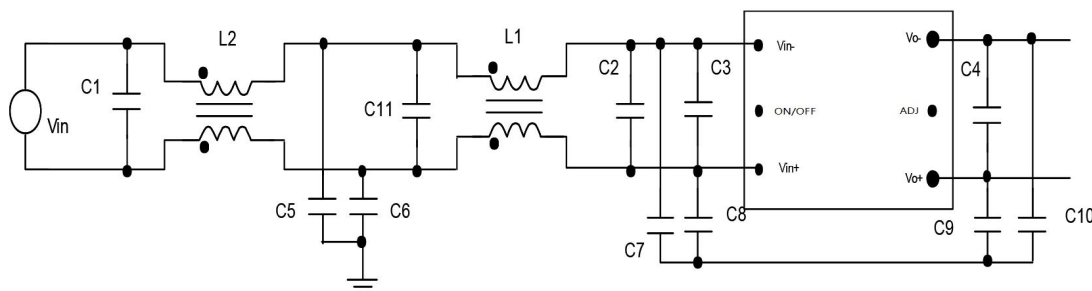 L2
L1
C1
Vin
C11
C2
C3
C5
C6
C7
C8
Vin-
Vo-
ON/OFF
ADJ
Vin+
Vo+
C4
C9
C10